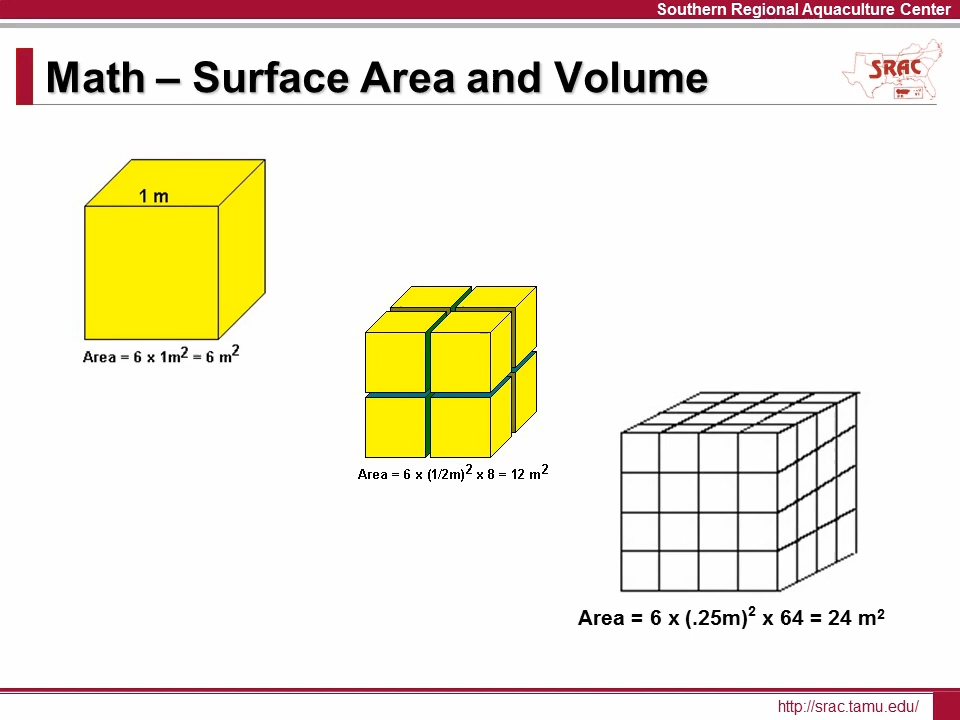 Southern Regional Aquaculture Center
Math – Surface Area and Volume
SRAC
1 m
Area = 6 x 1m² = 6 m²
Area = 6 x (1/2m)² x 8 = 12 m²
Area = 6 x (.25m)² x 64 = 24 m²
http://srac.tamu.edu/